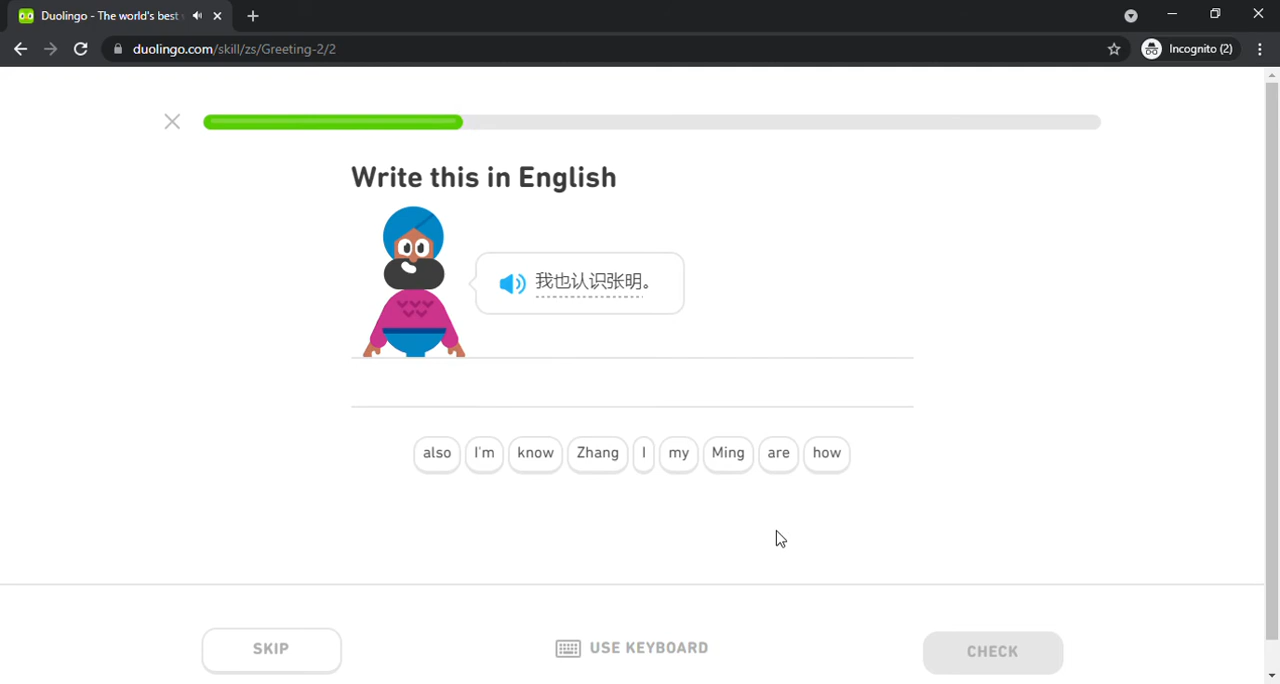 Duolingo - The world's best
duolingo.com/skill/zs/Greeting-2/2
Incognito (2)
Write this in English
我也认识张明。
also I'm know Zhang I my Ming are how
SKIP
USE KEYBOARD
CHECK